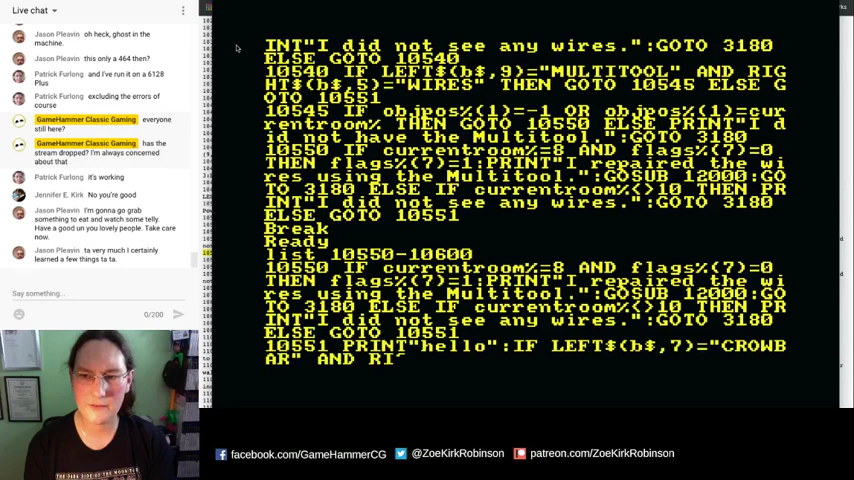 Live chat
Jason Pleavin oh heck, ghost in the
machine.
Jason Pleavin this only a 464 then?
Patrick Furlong and I've run it on a 6128
Plus
Patrick Furlong excluding the errors of
course
GameHammer Classic Gaming everyone
still here?
GameHammer Classic Gaming has the
stream dropped? I'm always concerned
about that
Patrick Furlong it's working
Jennifer E. Kirk No you're good
Jason Pleavin I'm gonna go grab
something to eat and watch some telly.
Have a good un you lovely people. Take care
now.
Jason Pleavin ta very much I certainly
learned a few things ta ta.
Say something...
0/200
INT"I did not see any wires.":GOTO 3180
ELSE GOTO 10540
10540 IF LEFT$(b$,9)="MULTITOOL" AND RIG
HT$(b$,5)="WIRES" THEN GOTO 10545 ELSE G
OTO 10551
10545 IF objpos%(1)=-1 OR objpos%(1)=cur
rentroom% THEN GOTO 10550 ELSE PRINT"I d
id not have the Multitool.":GOTO 3180
10550 IF currentroom%=8 AND flags%(7)=0
THEN flags%(7)=1:PRINT"I repaired the wi
res using the Multitool.":GOSUB 12000:GO
TO 3180 ELSE IF currentroom%<>10 THEN PR
INT"I did not see any wires.":GOTO 3180
ELSE GOTO 10551
Break
Ready
list 10550-10600
10550 IF currentroom%=8 AND flags%(7)=0
THEN flags%(7)=1:PRINT"I repaired the wi
res using the Multitool.":GOSUB 12000:GO
TO 3180 ELSE IF currentroom%<>10 THEN PR
INT"I did not see any wires.":GOTO 3180
ELSE GOTO 10551
10551 PRINT"hello":IF LEFT$(b$,7)="CROWB
AR" AND RI
facebook.com/GameHammerCG @ZoeKirkRobinson patreon.com/ZoeKirkRobinson